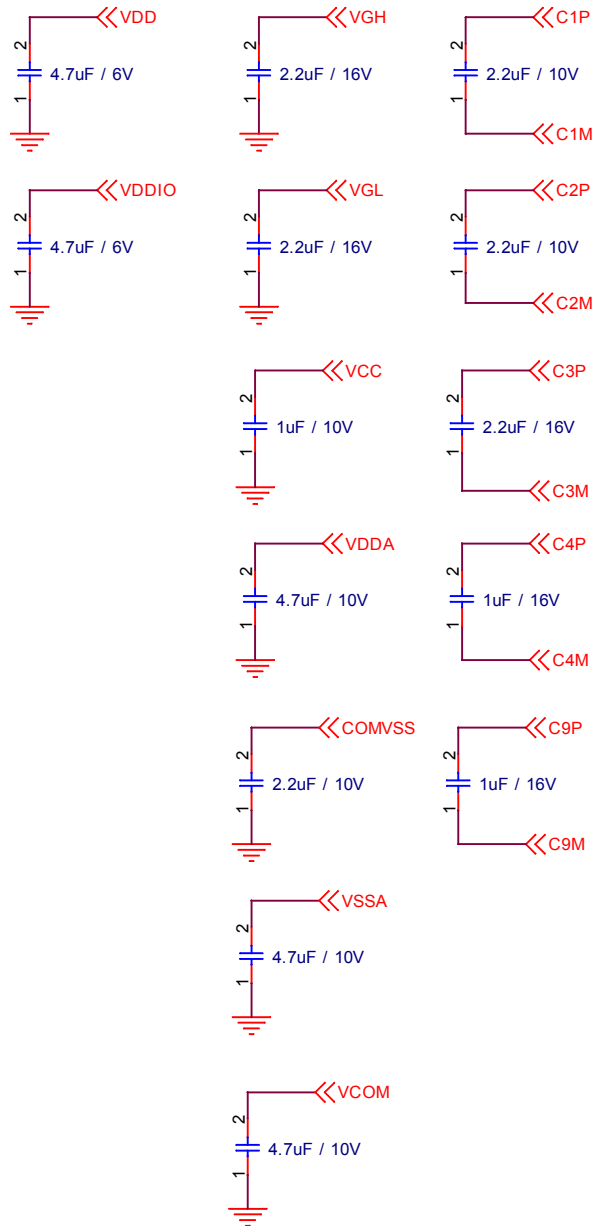 VDD
2
4.7uF / 6V
1
VGH
2
2.2uF / 16V
1
C1P
2
2.2uF / 10V
1
C1M
VDDIO
2
4.7uF / 6V
1
VGL
2
2.2uF / 16V
1
C2P
2
2.2uF / 10V
1
C2M
VCC
2
1uF / 10V
1
C3P
2
2.2uF / 16V
1
C3M
VDDA
2
4.7uF / 10V
1
C4P
2
1uF / 16V
1
C4M
COMVSS
2
2.2uF / 10V
1
C9P
2
1uF / 16V
1
C9M
VSSA
2
4.7uF / 10V
1
VCOM
2
4.7uF / 10V
1